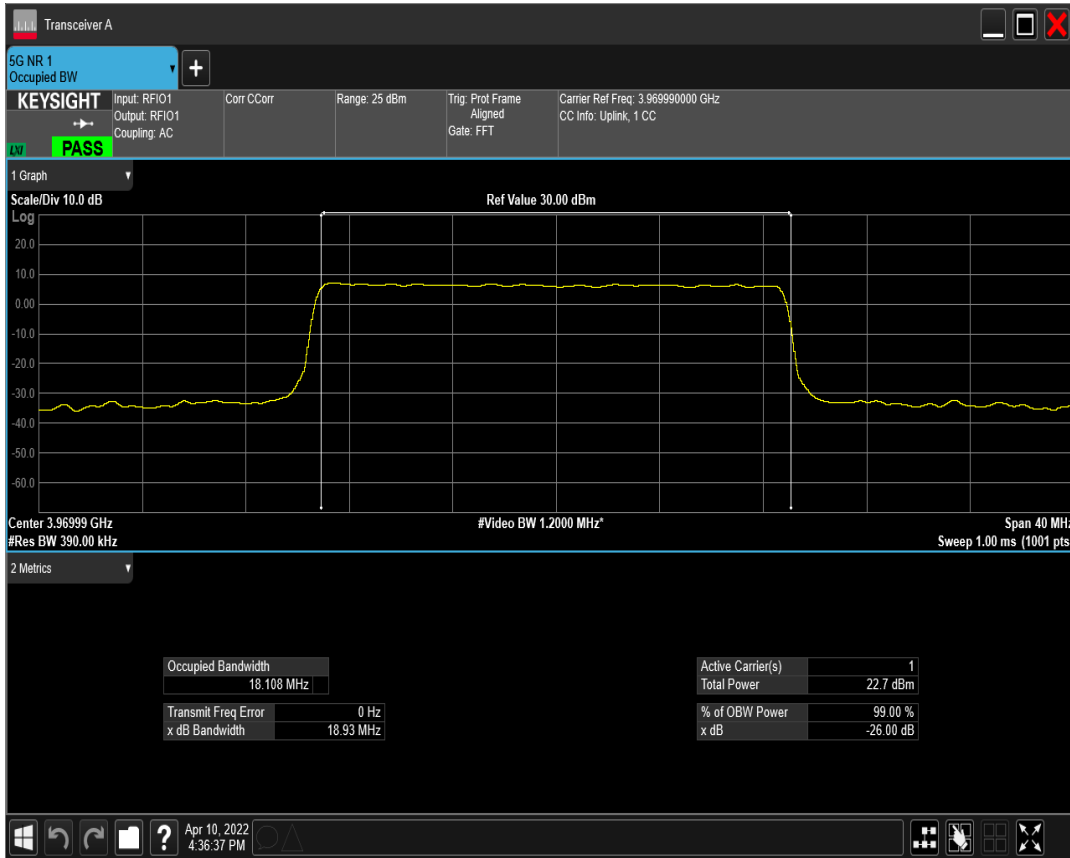 Transceiver A
5G NR 1
Occupied BW
+
KEYSIGHT
LXI
PASS
Input: RFIO1
Output: RFIO1
Coupling: AC
Corr CCorr
Range: 25 dBm
Trig: Prot Frame
Aligned
Gate: FFT
Carrier Ref Freq: 3.969990000 GHz
CC Info: Uplink, 1 CC
1 Graph
Scale/Div 10.0 dB
Ref Value 30.00 dBm
Log
20.0
10.0
0.00
-10.0
-20.0
-30.0
-40.0
-50.0
-60.0
Center 3.96999 GHz
#Video BW 1.2000 MHz*
Span 40 MHz
#Res BW 390.00 kHz
Sweep 1.00 ms (1001 pts
2 Metrics
Occupied Bandwidth
18.108 MHz
Transmit Freq Error 0 Hz
x dB Bandwidth 18.93 MHz
Active Carrier(s) 1
Total Power 22.7 dBm
% of OBW Power 99.00 %
x dB -26.00 dB
?
Apr 10, 2022
4:36:37 PM